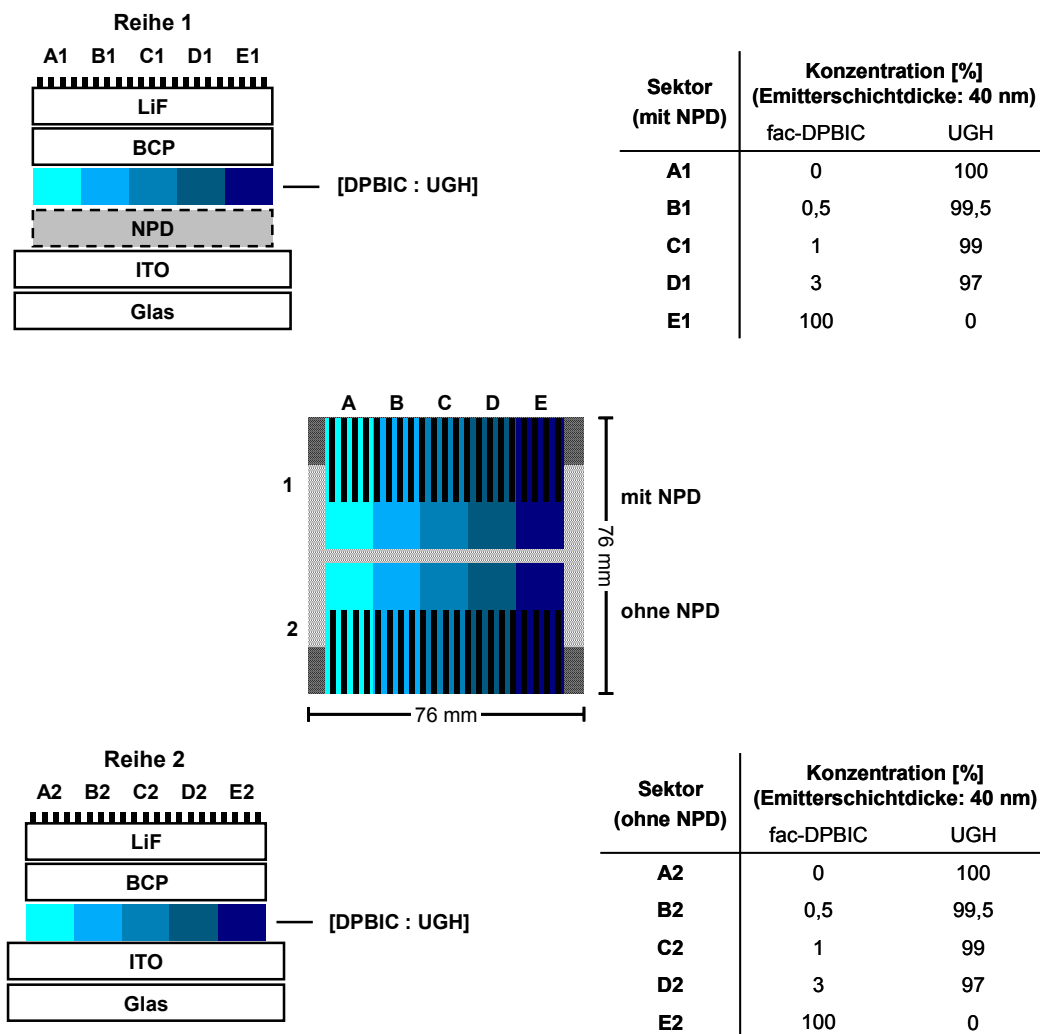 Reihe 1
A1 B1 C1 D1 E1
LiF
BCP
[DPBIC : UGH]
NPD
ITO
Glas
Sektor
(mit NPD)
Konzentration [%]
(Emitterschichtdicke: 40 nm)
fac-DPBIC UGH
A1 0 100
B1 0,5 99,5
C1 1 99
D1 3 97
E1 100 0
A B C D E
1
mit NPD
76 mm
ohne NPD
2
76 mm
Reihe 2
A2 B2 C2 D2 E2
LiF
BCP
[DPBIC : UGH]
ITO
Glas
Sektor
(ohne NPD)
Konzentration [%]
(Emitterschichtdicke: 40 nm)
fac-DPBIC UGH
A2 0 100
B2 0,5 99,5
C2 1 99
D2 3 97
E2 100 0